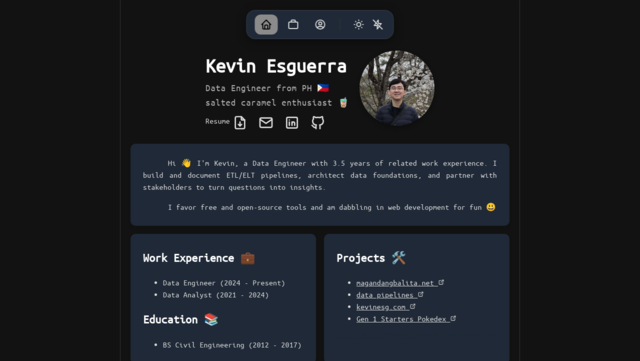 Kevin Esguerra
Data Engineer from PH 🇵🇭
salted caramel enthusiast 🧋
Resume
Hi 👋 I'm Kevin, a Data Engineer with 3.5 years of related work experience. I
build and document ETL/ELT pipelines, architect data foundations, and partner with
stakeholders to turn questions into insights.
I favor free and open-source tools and am dabbling in web development for fun 😃
Work Experience 💼
• Data Engineer (2024 - Present)
• Data Analyst (2021 - 2024)
Education 📚
• BS Civil Engineering (2012 - 2017)
Projects 🛠️
• magandangbalita.net
• data pipelines
• kevinesg.com
• Gen 1 Starters Pokedex